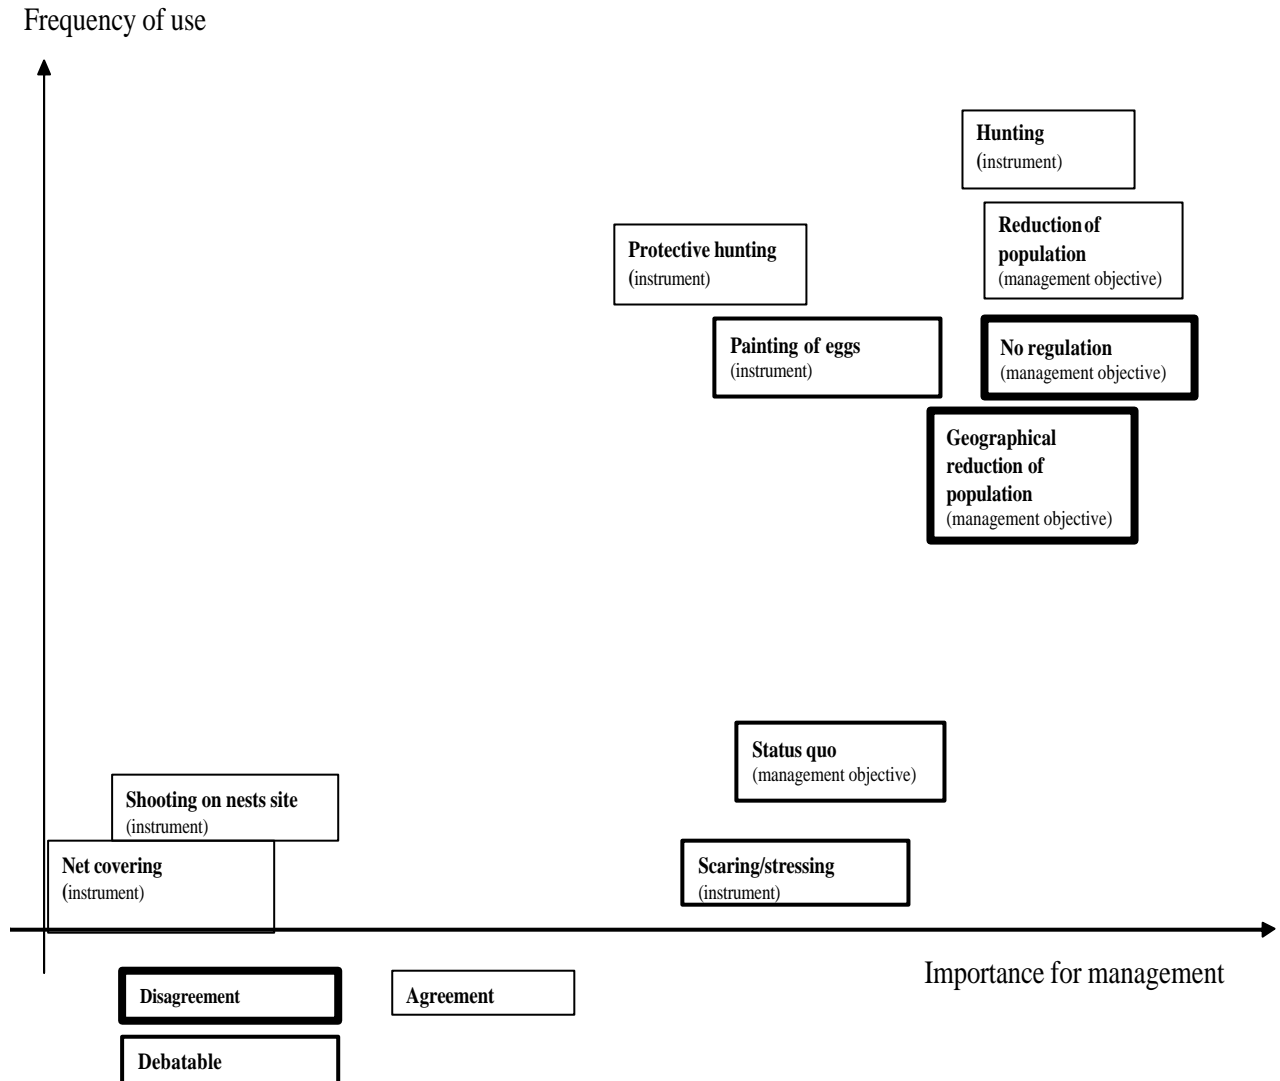 Frequency of use
Hunting
(instrument)
Reduction of
population
(management objective)
Protective hunting
(instrument)
Painting of eggs
(instrument)
No regulation
(management objective)
Geographical
reduction of
population
(management objective)
Status quo
(management objective)
Shooting on nests site
(instrument)
Net covering
(instrument)
Scaring/stressing
(instrument)
Importance for management
Disagreement
Agreement
Debatable